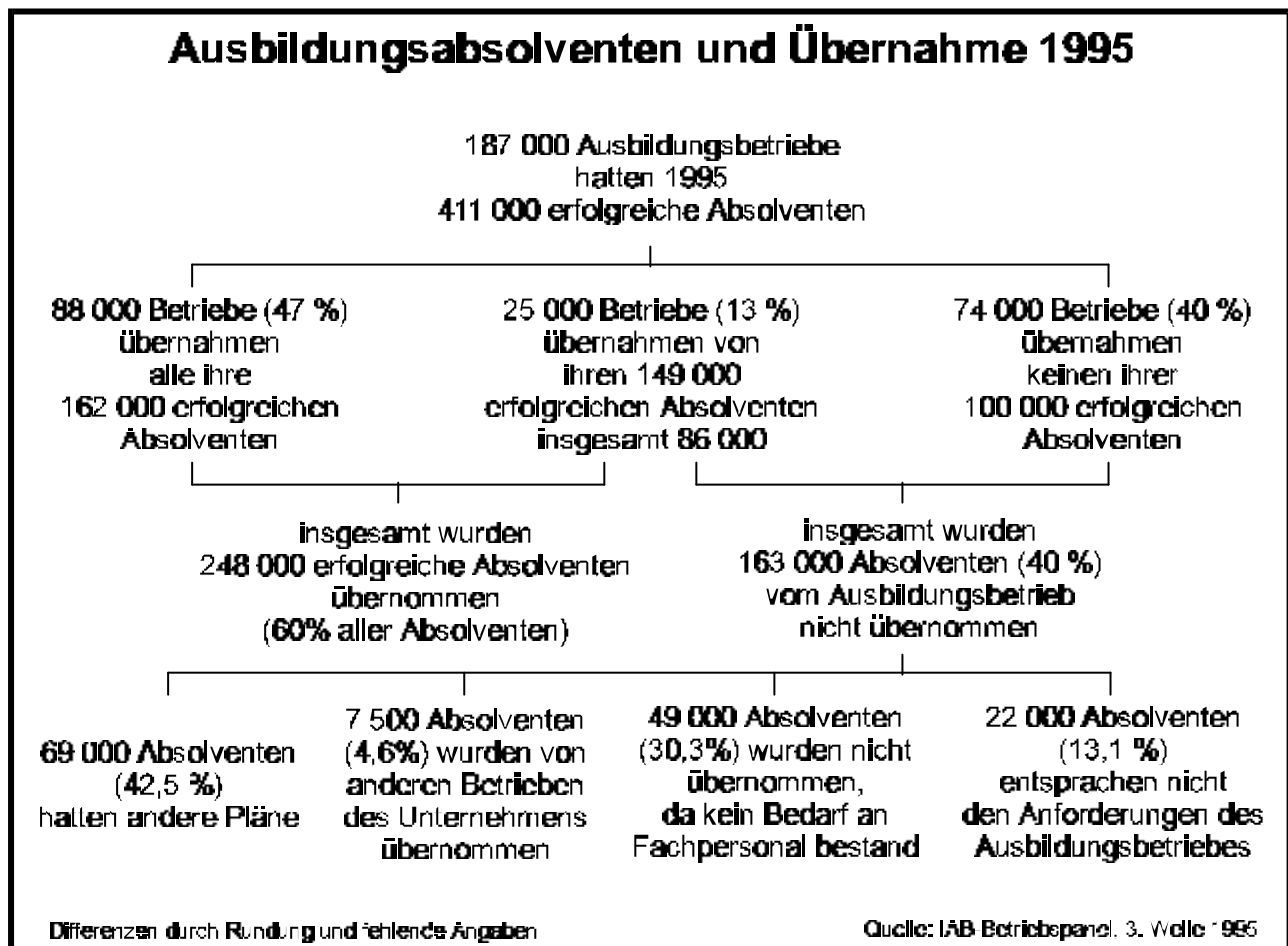 Ausbildungsabsolventen und Übernahme 1995
187 000 Ausbildungsbetriebe
hatten 1995
411 000 erfolgreiche Absolventen
88 000 Betriebe (47 %)
übernahmen
alle ihre
162 000 erfolgreichen
Absolventen
25 000 Betriebe (13 %)
übernahmen von
ihren 149 000
erfolgreichen Absolventen
insgesamt 86 000
74 000 Betriebe (40 %)
übernahmen
keinen ihrer
100 000 erfolgreichen
Absolventen
insgesamt wurden
248 000 erfolgreiche Absolventen
übernommen
(60% aller Absolventen)
insgesamt wurden
163 000 Absolventen (40 %)
vom Ausbildungsbetrieb
nicht übernommen
69 000 Absolventen
(42,5 %)
hatten andere Pläne
7 500 Absolventen
(4,6%) wurden von
anderen Betrieben
des Unternehmens
übernommen
49 000 Absolventen
(30,3%) wurden nicht
übernommen,
da kein Bedarf an
Fachpersonal bestand
22 000 Absolventen
(13,1 %)
entsprachen nicht
den Anforderungen des
Ausbildungsbetriebes
Differenzen durch Rundung und fehlende Angaben
Quelle: IAB-Betriebspanel, 3. Welle 1995